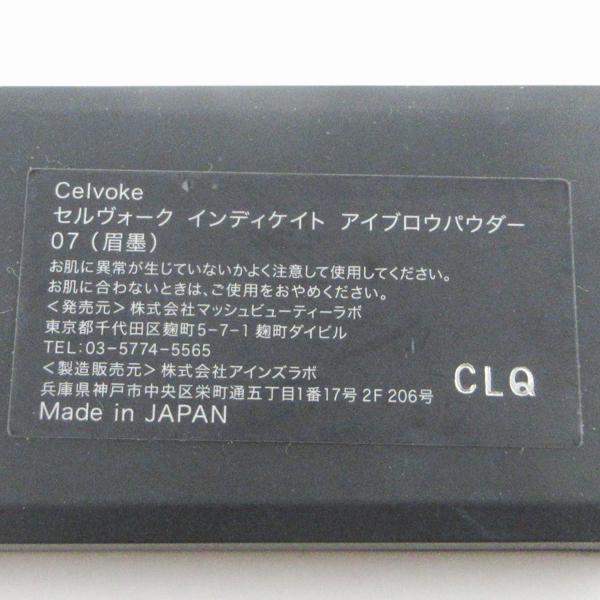 Celvoke
セルヴォーク インディケイト アイブロウパウダー
07（眉墨）
お肌に異常が生じていないかよく注意して使用してください。
お肌に合わないときは、ご使用をおやめください。
＜発売元＞株式会社マッシュビューティーラボ
東京都千代田区麹町5-7-1 麹町ダイビル
TEL:03-5774-5565
＜製造販売元＞株式会社アインズラボ
兵庫県神戸市中央区栄町通五丁目1番17号 2F 206号
Made in JAPAN
CLQ